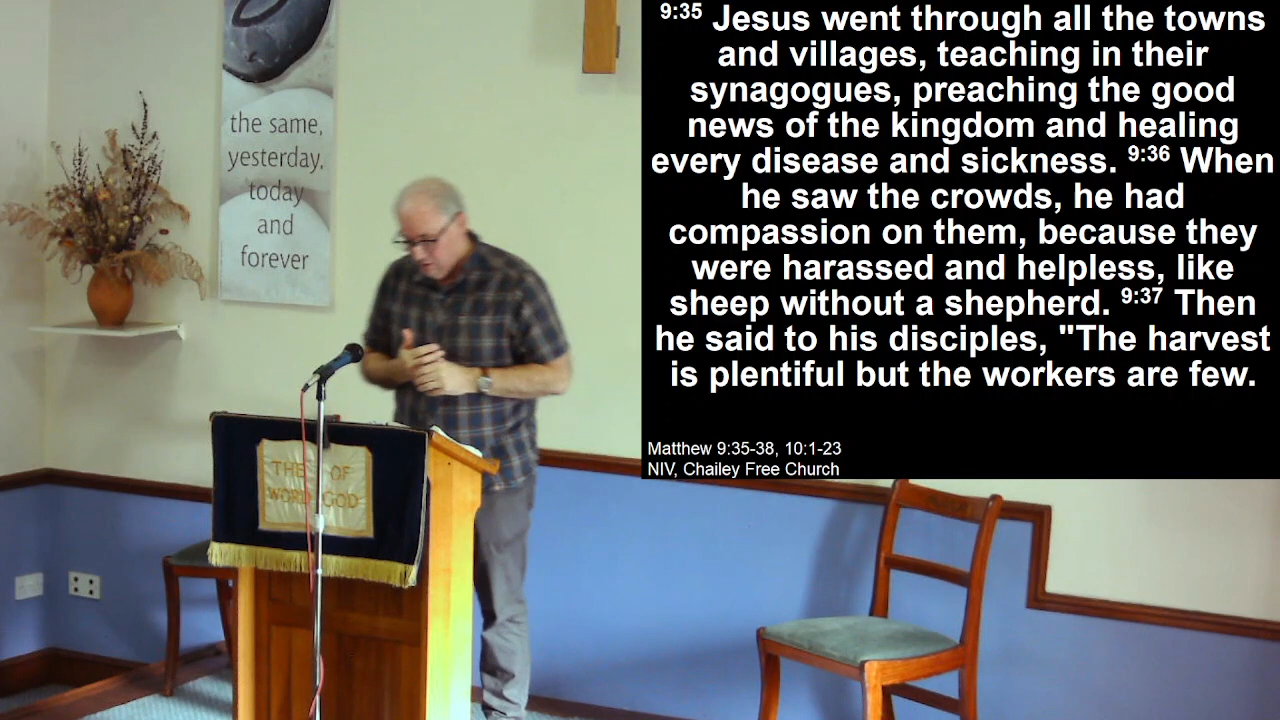 the same,
yesterday.
today
and
forever
THE OF
WORD GOD
9:35 Jesus went through all the towns
and villages, teaching in their
synagogues, preaching the good
news of the kingdom and healing
every disease and sickness. 9:36 When
he saw the crowds, he had
compassion on them, because they
were harassed and helpless, like
sheep without a shepherd. 9:37 Then
he said to his disciples, "The harvest
is plentiful but the workers are few.
Matthew 9:35-38, 10:1-23
NIV, Chailey Free Church